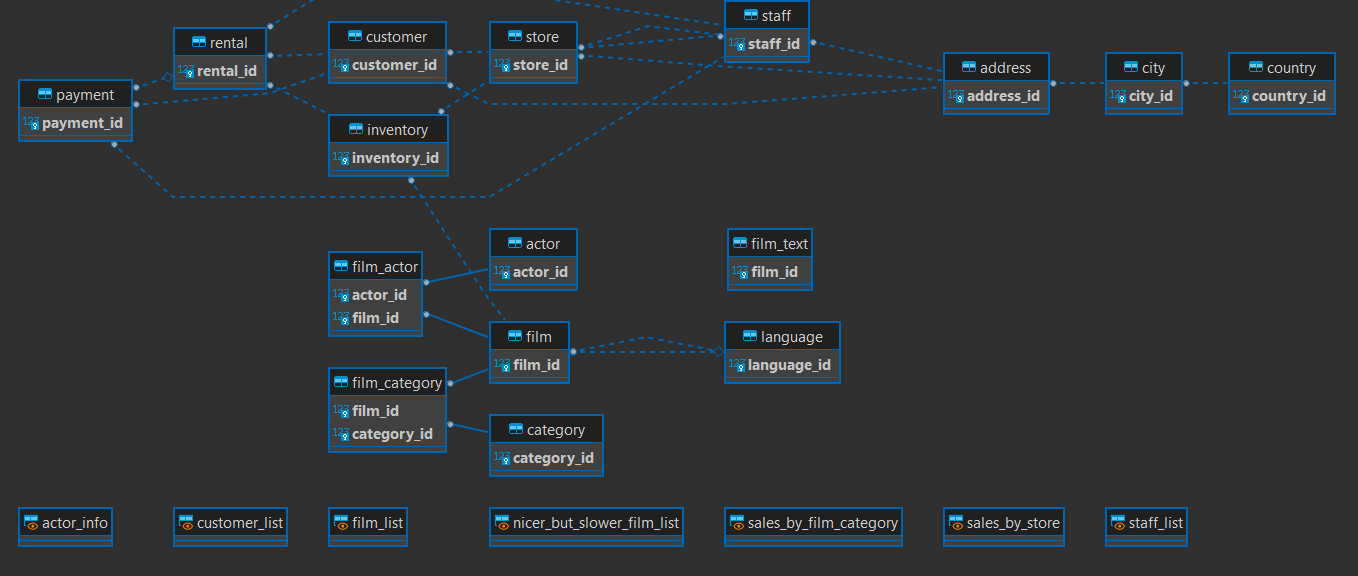 staff
123 staff_id
rental
123 rental_id
customer
123 customer_id
store
123 store_id
payment
123 payment_id
address
123 address_id
city
123 city_id
country
123 country_id
inventory
123 inventory_id
actor
123 actor_id
film_text
123 film_id
film_actor
123 actor_id
123 film_id
film
123 film_id
language
123 language_id
film_category
123 film_id
123 category_id
category
123 category_id
actor_info
customer_list
film_list
nicer_but_slower_film_list
sales_by_film_category
sales_by_store
staff_list